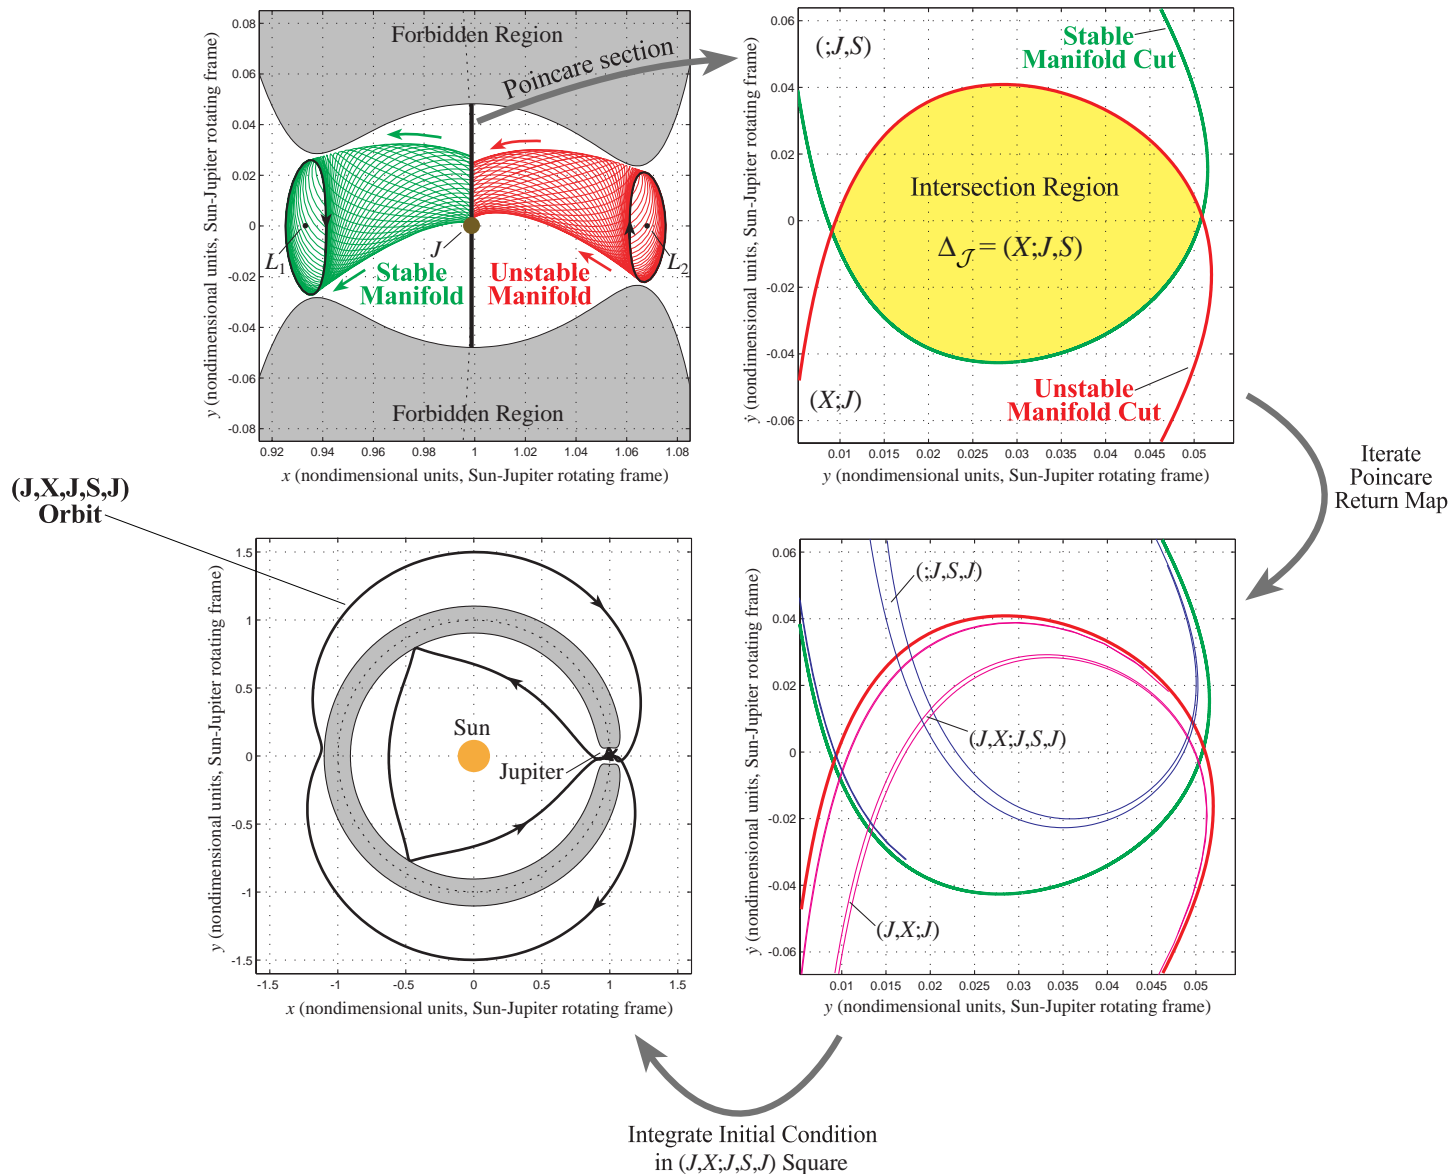 Forbidden Region
Poincare section
L1
J
L2
Stable
Manifold
Unstable
Manifold
Forbidden Region
0.08
0.06
0.04
0.02
0
-0.02
-0.04
-0.06
-0.08
y (nondimensional units, Sun-Jupiter rotating frame)
0.92 0.94 0.96 0.98 1 1.02 1.04 1.06 1.08
x (nondimensional units, Sun-Jupiter rotating frame)
(;J,S)
Stable
Manifold Cut
Intersection Region
ΔJ = (X;J,S)
(X;J)
Unstable
Manifold Cut
0.06
0.04
0.02
0
-0.02
-0.04
-0.06
ẏ (nondimensional units, Sun-Jupiter rotating frame)
0.01 0.015 0.02 0.025 0.03 0.035 0.04 0.045 0.05
y (nondimensional units, Sun-Jupiter rotating frame)
Iterate
Poincare
Return Map
(J,X,J,S,J)
Orbit
Sun
Jupiter
1.5
1
0.5
0
-0.5
-1
-1.5
y (nondimensional units, Sun-Jupiter rotating frame)
-1.5 -1 -0.5 0 0.5 1 1.5
x (nondimensional units, Sun-Jupiter rotating frame)
(;J,S,J)
(J,X;J,S,J)
(J,X;J)
0.06
0.04
0.02
0
-0.02
-0.04
-0.06
ẏ (nondimensional units, Sun-Jupiter rotating frame)
0.01 0.015 0.02 0.025 0.03 0.035 0.04 0.045 0.05
y (nondimensional units, Sun-Jupiter rotating frame)
Integrate Initial Condition
in (J,X;J,S,J) Square